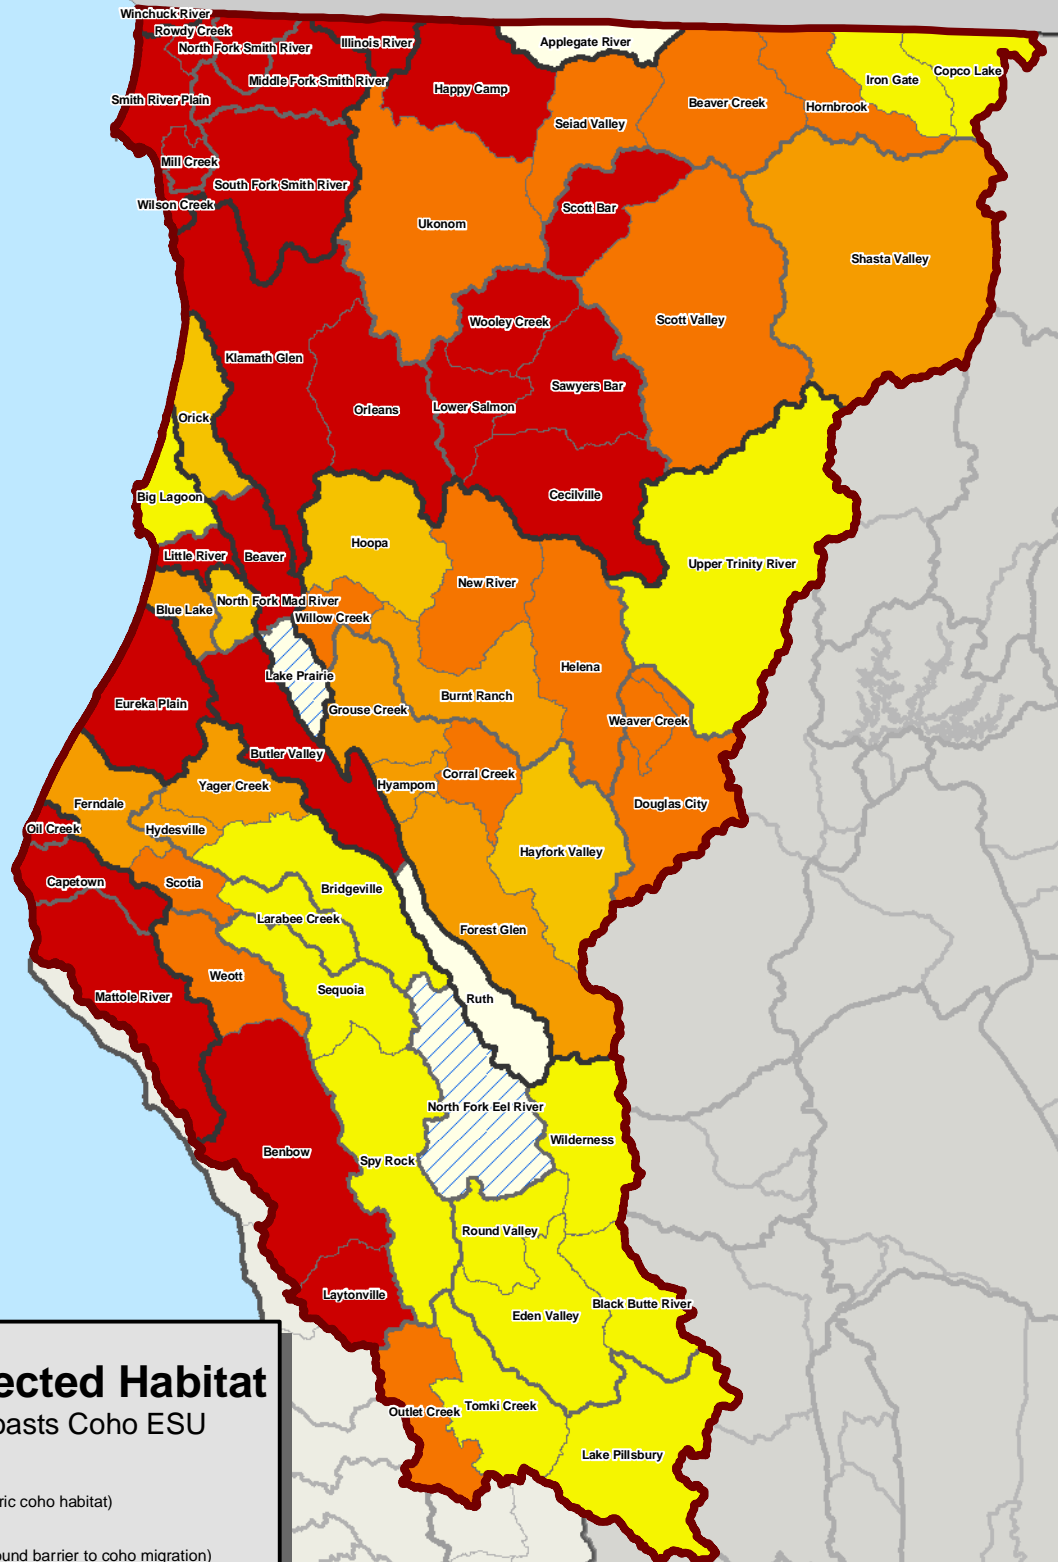 Winchuck River
Rowdy Creek
North Fork Smith River
Illinois River
Applegate River
Middle Fork Smith River
Happy Camp
Smith River Plain
Seiad Valley
Beaver Creek
Hornbrook
Iron Gate
Copco Lake
Mill Creek
South Fork Smith River
Wilson Creek
Scott Bar
Ukonom
Shasta Valley
Wooley Creek
Scott Valley
Klamath Glen
Sawyers Bar
Orleans
Lower Salmon
Orick
Big Lagoon
Cecilville
Hoopa
Little River
Beaver
Upper Trinity River
New River
North Fork Mad River
Blue Lake
Willow Creek
Helena
Lake Prairie
Burnt Ranch
Eureka Plain
Grouse Creek
Weaver Creek
Butler Valley
Corral Creek
Yager Creek
Hyampom
Ferndale
Douglas City
Oil Creek
Hydesville
Hayfork Valley
Capetown
Scotia
Bridgeville
Larabee Creek
Forest Glen
Weott
Sequoia
Mattole River
Ruth
North Fork Eel River
Wilderness
Benbow
Spy Rock
Round Valley
Laytonville
Black Butte River
Eden Valley
Outlet Creek
Tomki Creek
Lake Pillsbury
ected Habitat
oasts Coho ESU
ric coho habitat)
ound barrier to coho migration)